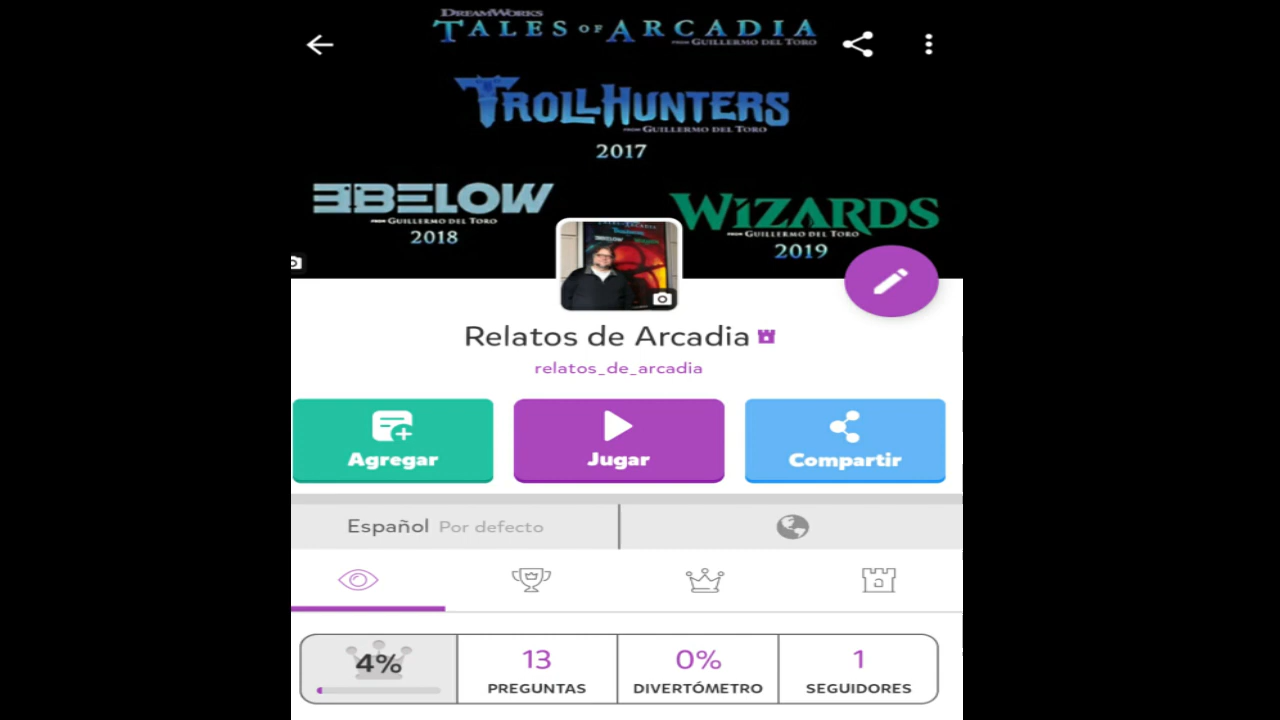 DREAMWORKS
TALES OF ARCADIA
FROM GUILLERMO DEL TORO
TROLLHUNTERS
FROM GUILLERMO DEL TORO
2017
3BELOW
FROM GUILLERMO DEL TORO
2018
WIZARDS
FROM GUILLERMO DEL TORO
2019
Relatos de Arcadia
relatos_de_arcadia
Agregar
Jugar
Compartir
Español Por defecto
4%
13
PREGUNTAS
0%
DIVERTÓMETRO
1
SEGUIDORES